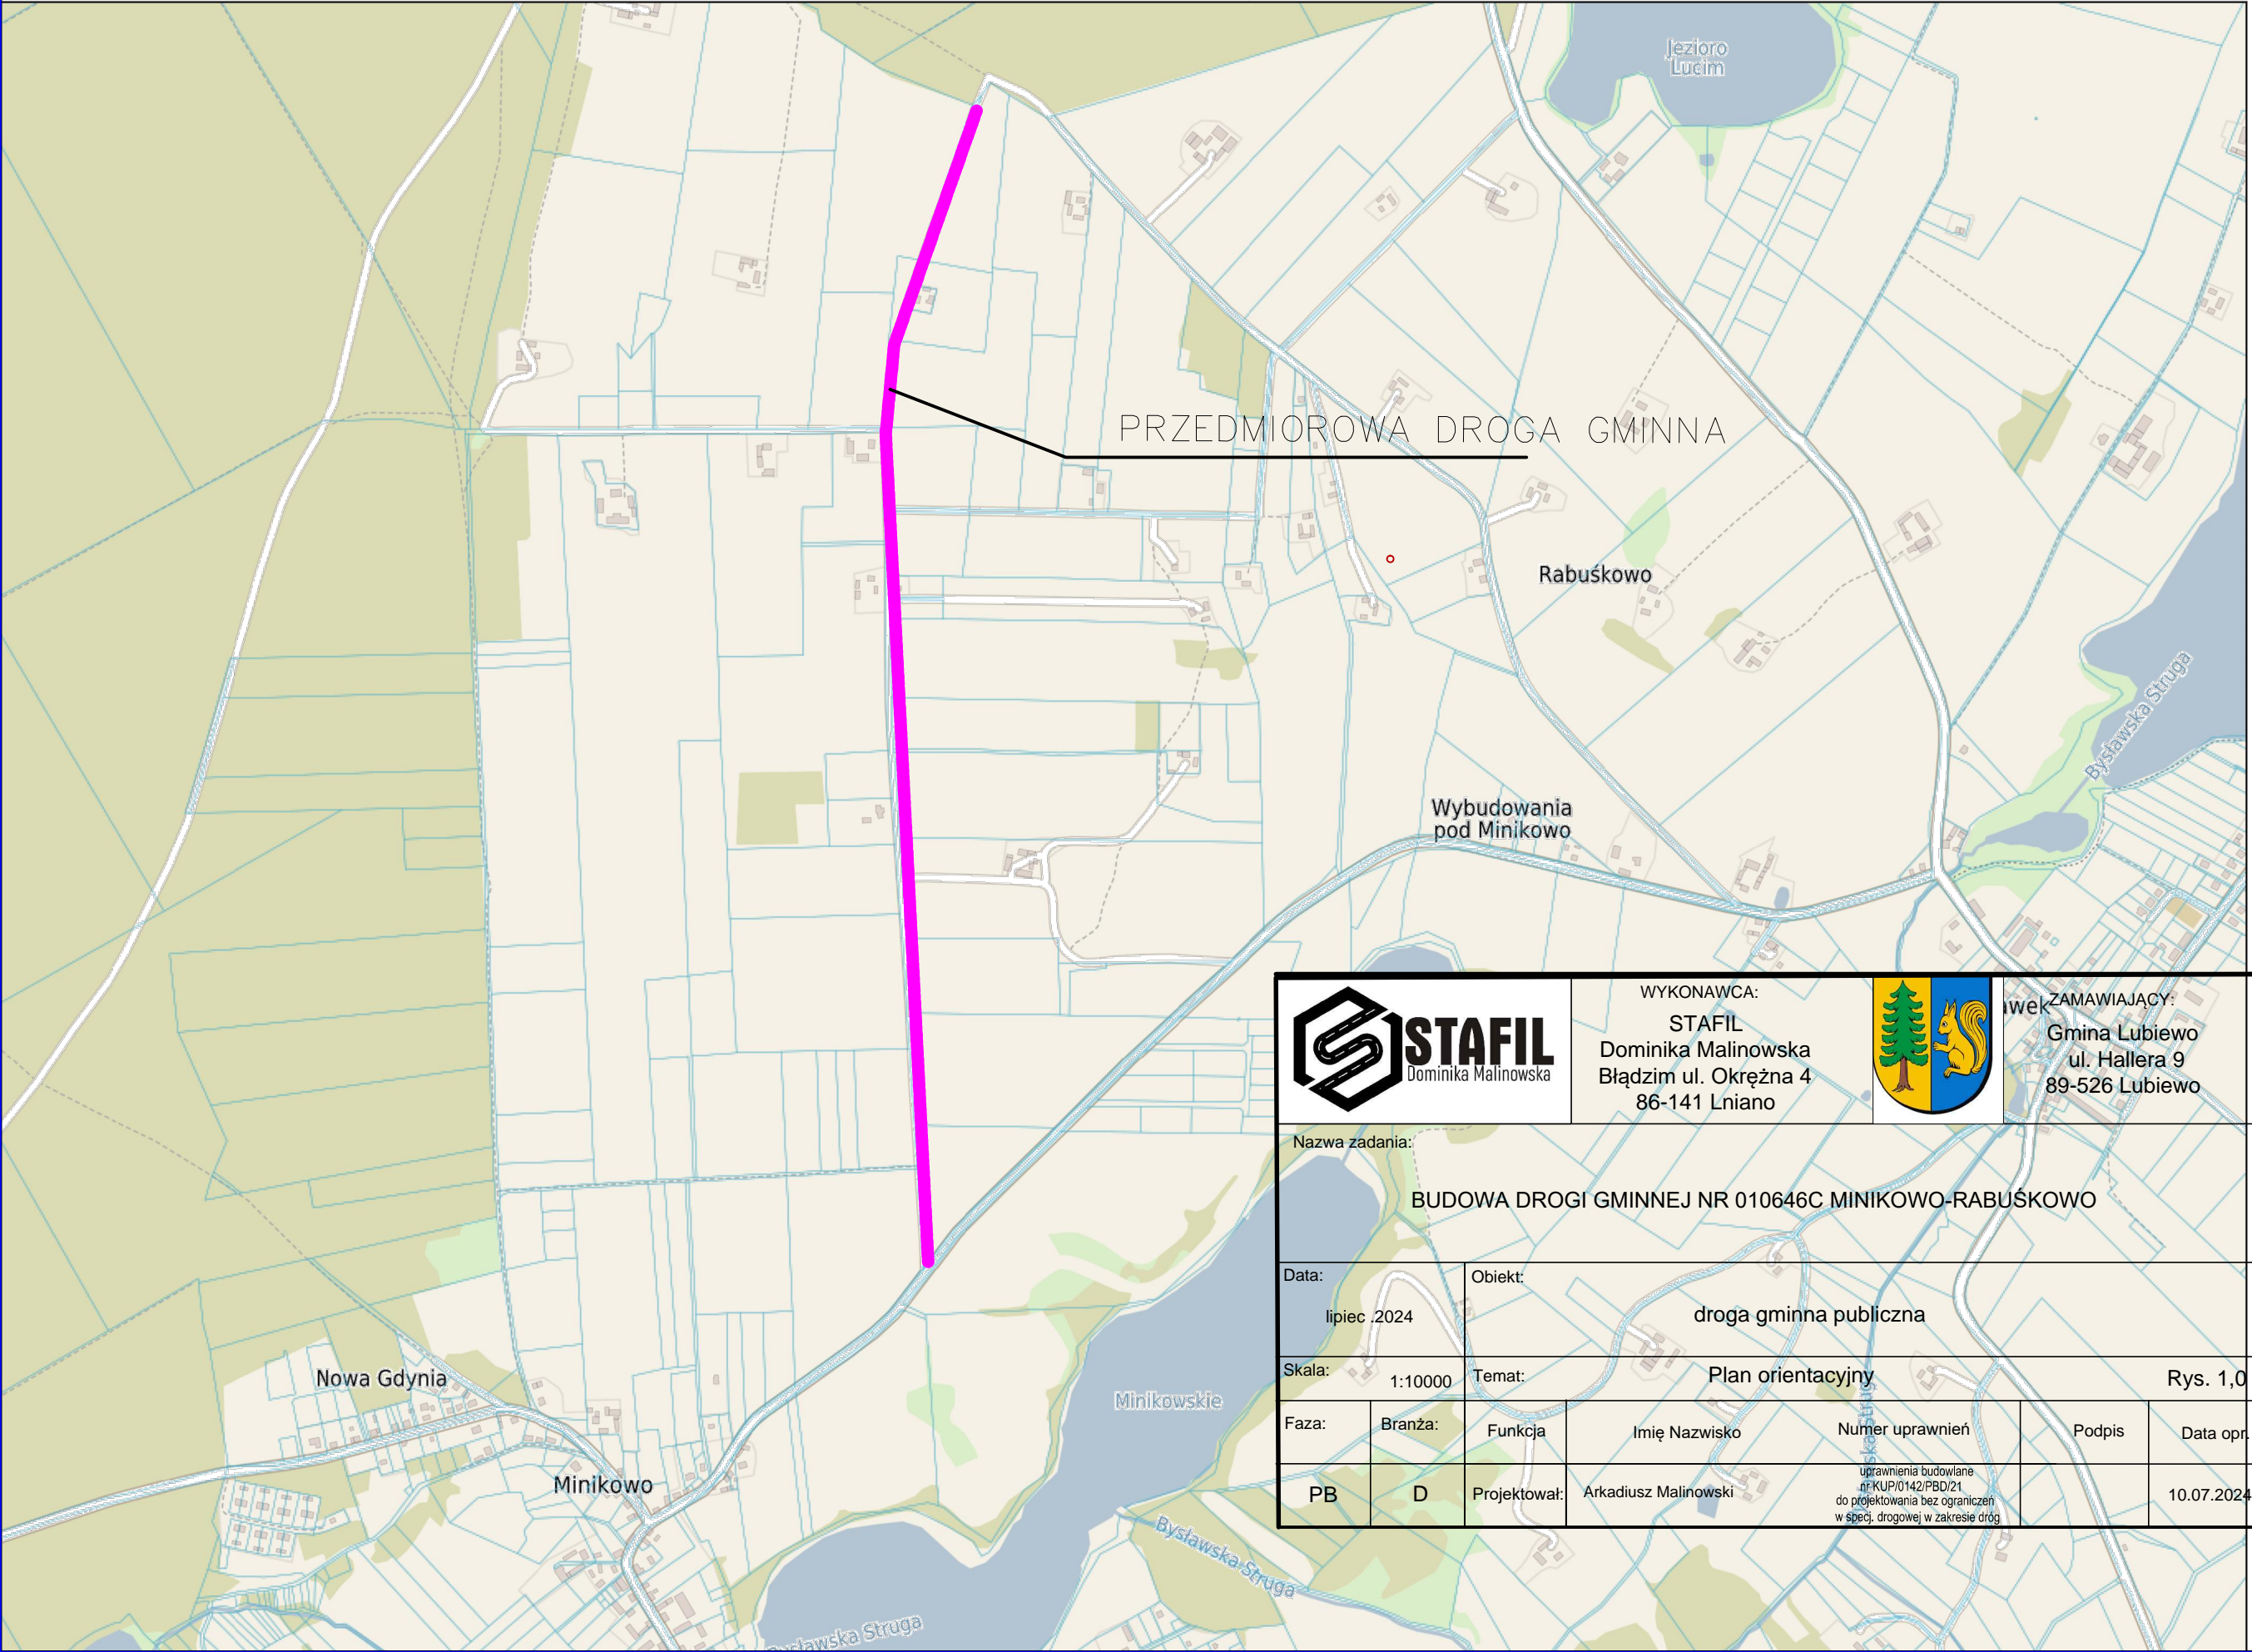 Jezioro
Lucim
PRZEDMIOROWA DROGA GMINNA
Rabuśkowo
Bysławska Struga
Wybudowania
pod Minikowo
Nowa Gdynia
Minikowo
Minikowskie
Bysławska Struga
Bysławska Struga
STAFIL
Dominika Malinowska
WYKONAWCA:
STAFIL
Dominika Malinowska
Błądzim ul. Okrężna 4
86-141 Lniano
ZAMAWIAJĄCY:
Gmina Lubiewo
ul. Hallera 9
89-526 Lubiewo
Nazwa zadania:
BUDOWA DROGI GMINNEJ NR 010646C MINIKOWO-RABUŚKOWO
Data:
lipiec .2024
Obiekt:
droga gminna publiczna
Skala:
1:10000
Temat:
Plan orientacyjny
Rys. 1,0
Faza:
Branża:
Funkcja
Imię Nazwisko
Numer uprawnień
Podpis
Data opr.
PB
D
Projektował:
Arkadiusz Malinowski
uprawnienia budowlane
nr KUP/0142/PBD/21
do projektowania bez ograniczeń
w specj. drogowej w zakresie dróg
10.07.2024